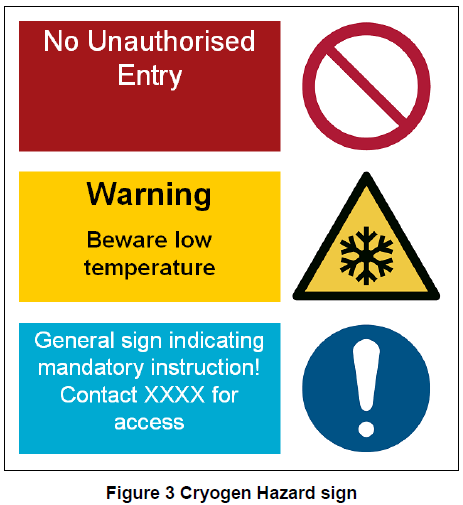 No Unauthorised
Entry
Warning
Beware low
temperature
General sign indicating
mandatory instruction!
Contact XXXX for
access
Figure 3 Cryogen Hazard sign